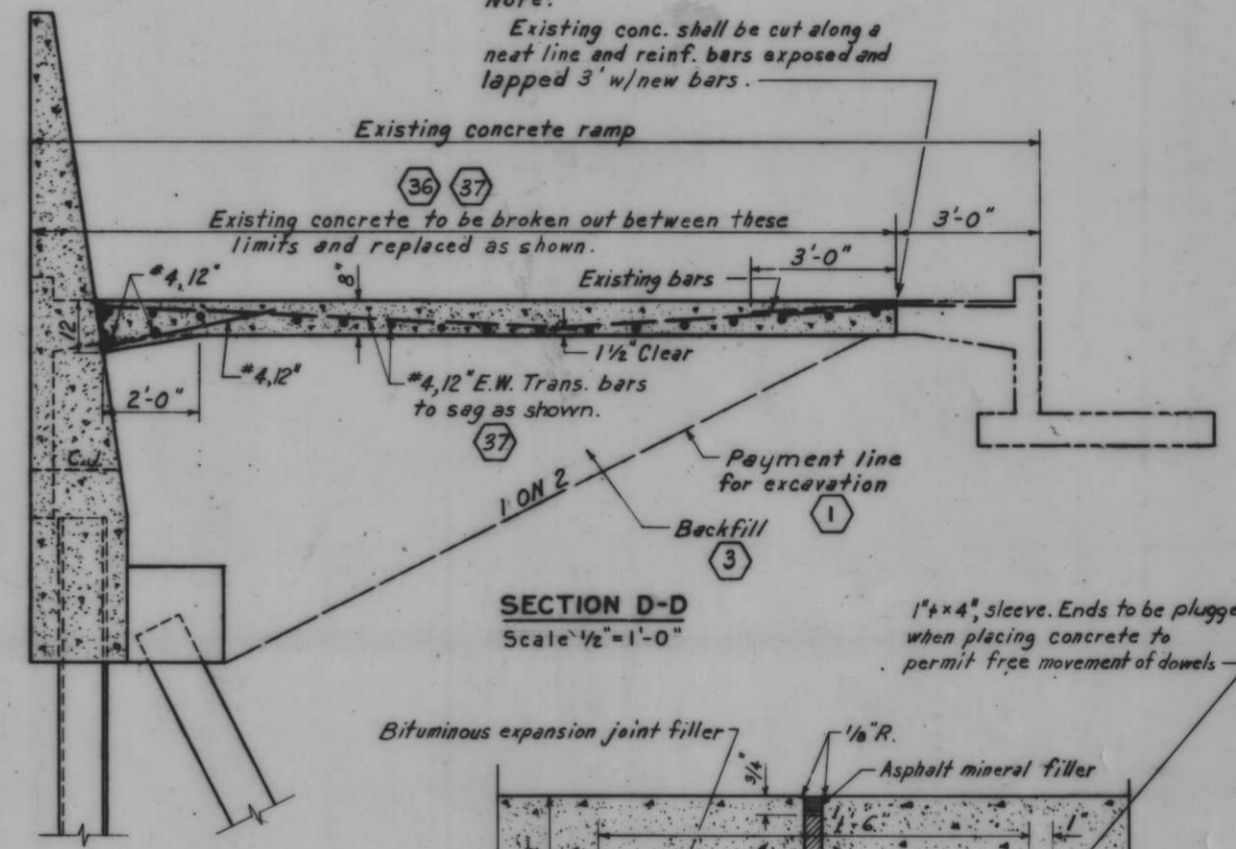 Note:
Existing conc. shall be cut along a
neat line and reinf. bars exposed and
lapped 3' w/new bars.
Existing concrete ramp
36 37
Existing concrete to be broken out between these
limits and replaced as shown.
3'-0"
3'-0"
#4,12"
8"
Existing bars
12
1½" Clear
#4,12"
#4,12" E.W. Trans. bars
to sag as shown.
37
2'-0"
C.J.
Payment line
for excavation
1
1 ON 2
Backfill
3
SECTION D-D
Scale ½"=1'-0"
1"ϕ×4", sleeve. Ends to be plugge
when placing concrete to
permit free movement of dowels
Bituminous expansion joint filler
⅛"R.
¾"
Asphalt mineral filler
1'-6"
1"